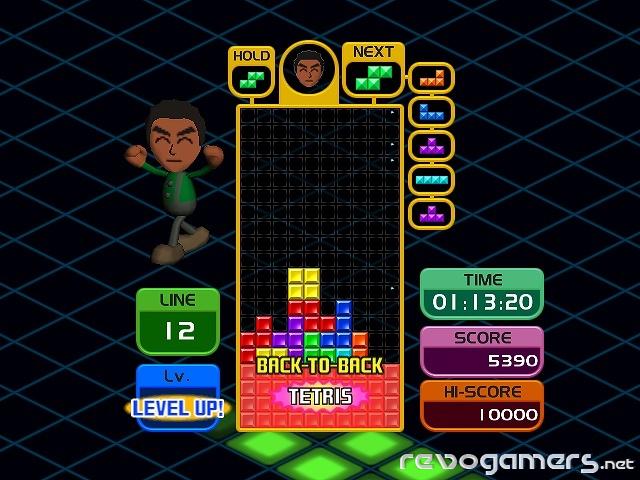 HOLD
NEXT
LINE
12
Lv.
LEVEL UP!
BACK-TO-BACK
TETRIS
TIME
01:13:20
SCORE
5390
HI-SCORE
10000
revogamers.net